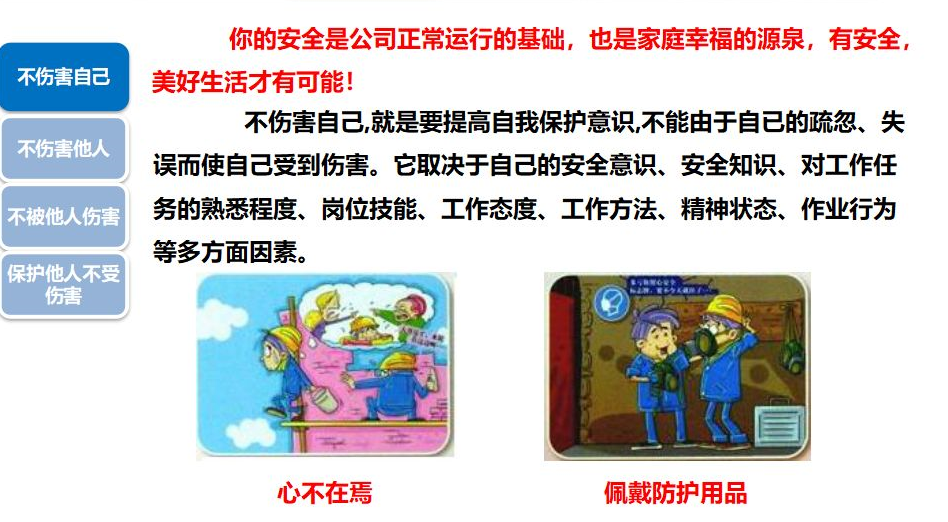 不伤害自己
不伤害他人
不被他人伤害
保护他人不受
伤害
你的安全是公司正常运行的基础，也是家庭幸福的源泉，有安全，
美好生活才有可能！
不伤害自己,就是要提高自我保护意识,不能由于自已的疏忽、失
误而使自己受到伤害。它取决于自己的安全意识、安全知识、对工作任
务的熟悉程度、岗位技能、工作态度、工作方法、精神状态、作业行为
等多方面因素。
心不在焉
佩戴防护用品